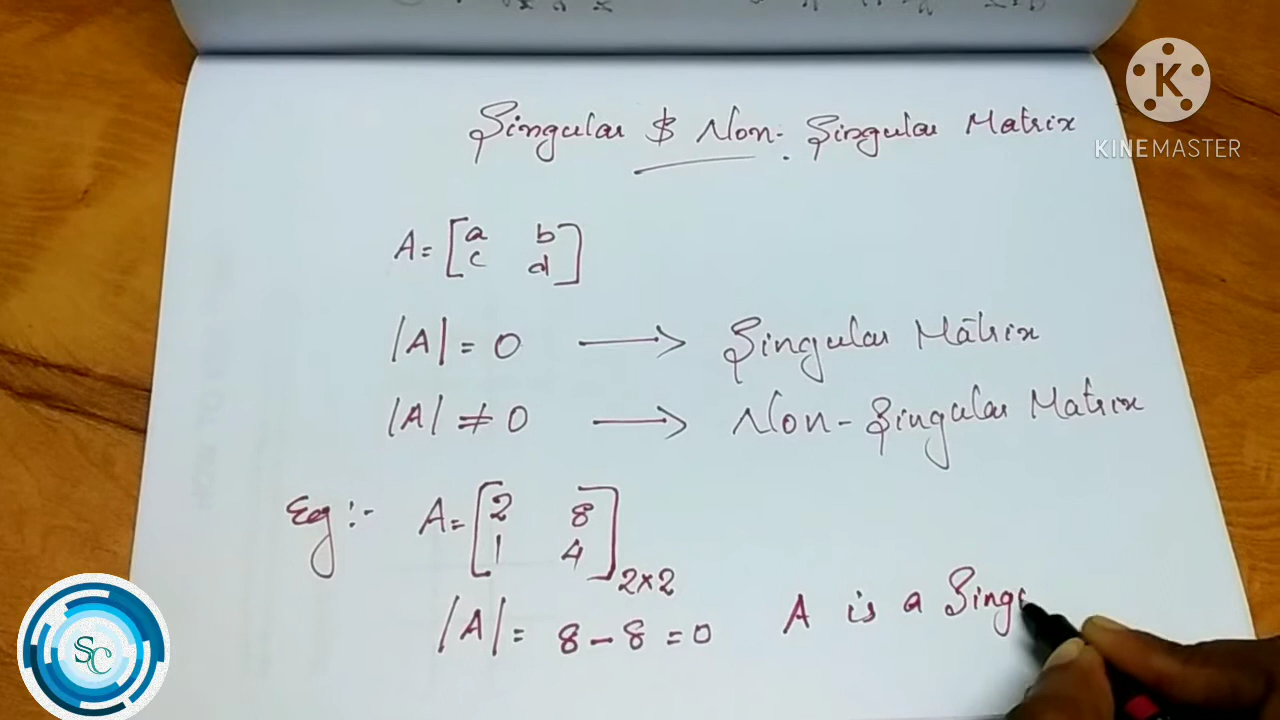 Singular & Non-Singular Matrix
K
KINEMASTER
A = [a b
c d]
|A| = 0 → Singular Matrix
|A| ≠ 0 → Non-Singular Matrix
Eg:- A = [2 8
1 4] 2×2
|A| = 8 - 8 = 0 A is a Sing
SC